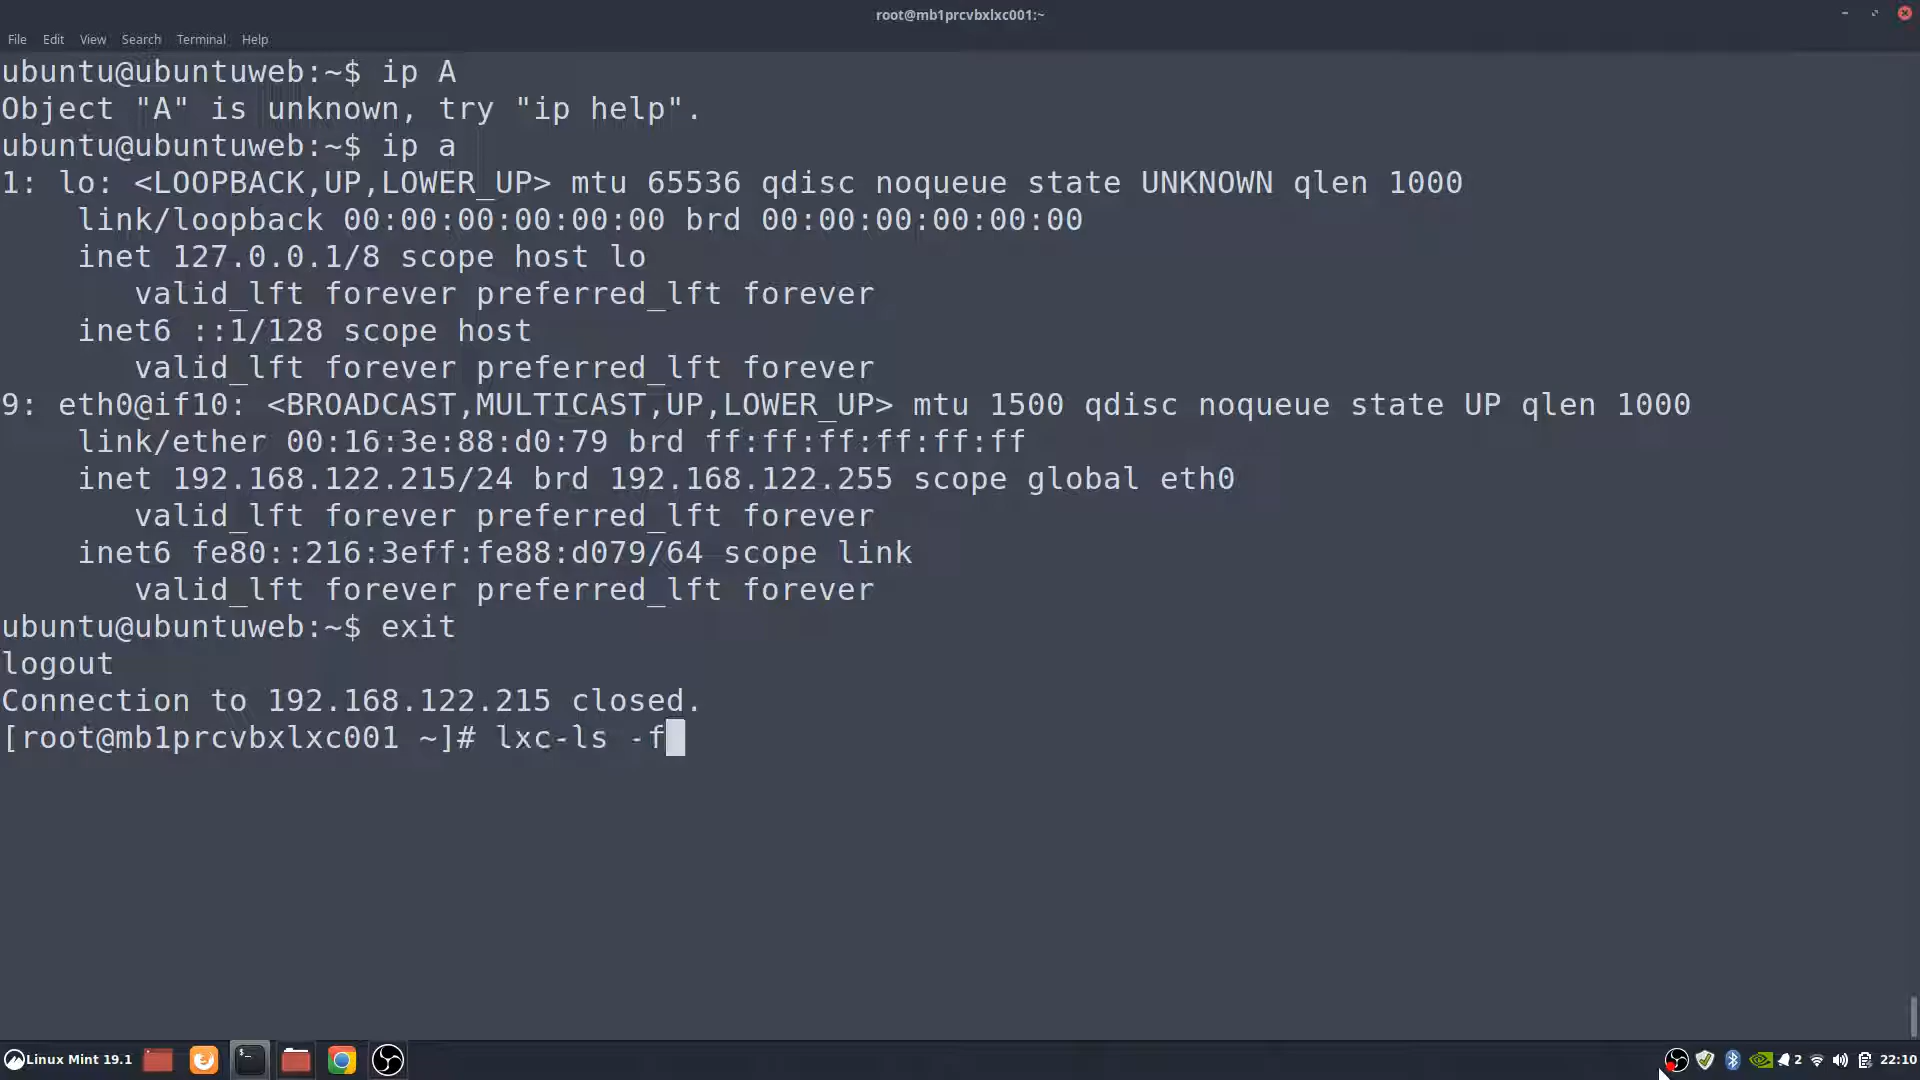 root@mb1prcvbxlxc001:~
File Edit View Search Terminal Help
ubuntu@ubuntuweb:~$ ip A
Object "A" is unknown, try "ip help".
ubuntu@ubuntuweb:~$ ip a
1: lo: <LOOPBACK,UP,LOWER_UP> mtu 65536 qdisc noqueue state UNKNOWN qlen 1000
    link/loopback 00:00:00:00:00:00 brd 00:00:00:00:00:00
    inet 127.0.0.1/8 scope host lo
       valid_lft forever preferred_lft forever
    inet6 ::1/128 scope host
       valid_lft forever preferred_lft forever
9: eth0@if10: <BROADCAST,MULTICAST,UP,LOWER_UP> mtu 1500 qdisc noqueue state UP qlen 1000
    link/ether 00:16:3e:88:d0:79 brd ff:ff:ff:ff:ff:ff
    inet 192.168.122.215/24 brd 192.168.122.255 scope global eth0
       valid_lft forever preferred_lft forever
    inet6 fe80::216:3eff:fe88:d079/64 scope link
       valid_lft forever preferred_lft forever
ubuntu@ubuntuweb:~$ exit
logout
Connection to 192.168.122.215 closed.
[root@mb1prcvbxlxc001 ~]# lxc-ls -f
Linux Mint 19.1
2
22:10